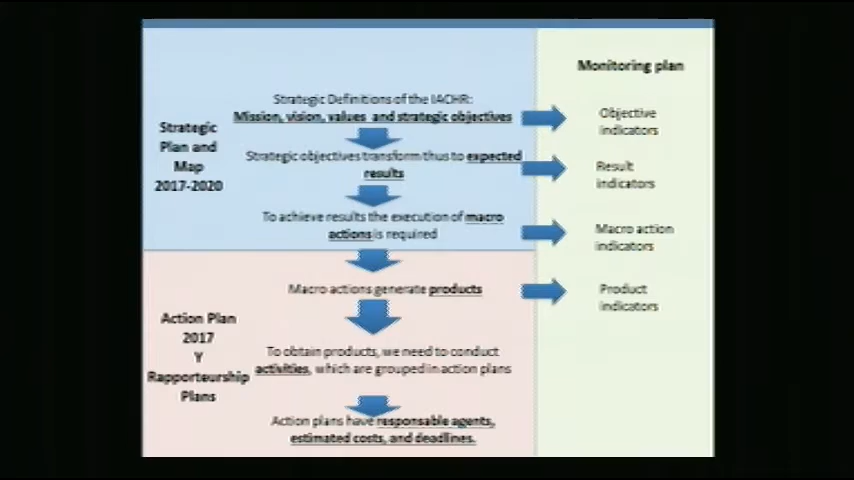 Strategic
Plan and
Map
2017-2020
Strategic Definitions of the IACHR:
Mission, vision, values and strategic objectives
Strategic objectives transform thus to expected
results
To achieve results the execution of macro
actions is required
Action Plan
2017
Y
Rapporteurship
Plans
Macro actions generate products
To obtain products, we need to conduct
activities, which are grouped in action plans
Action plans have responsable agents,
estimated costs, and deadlines.
Monitoring plan
Objective
indicators
Result
indicators
Macro action
indicators
Product
indicators